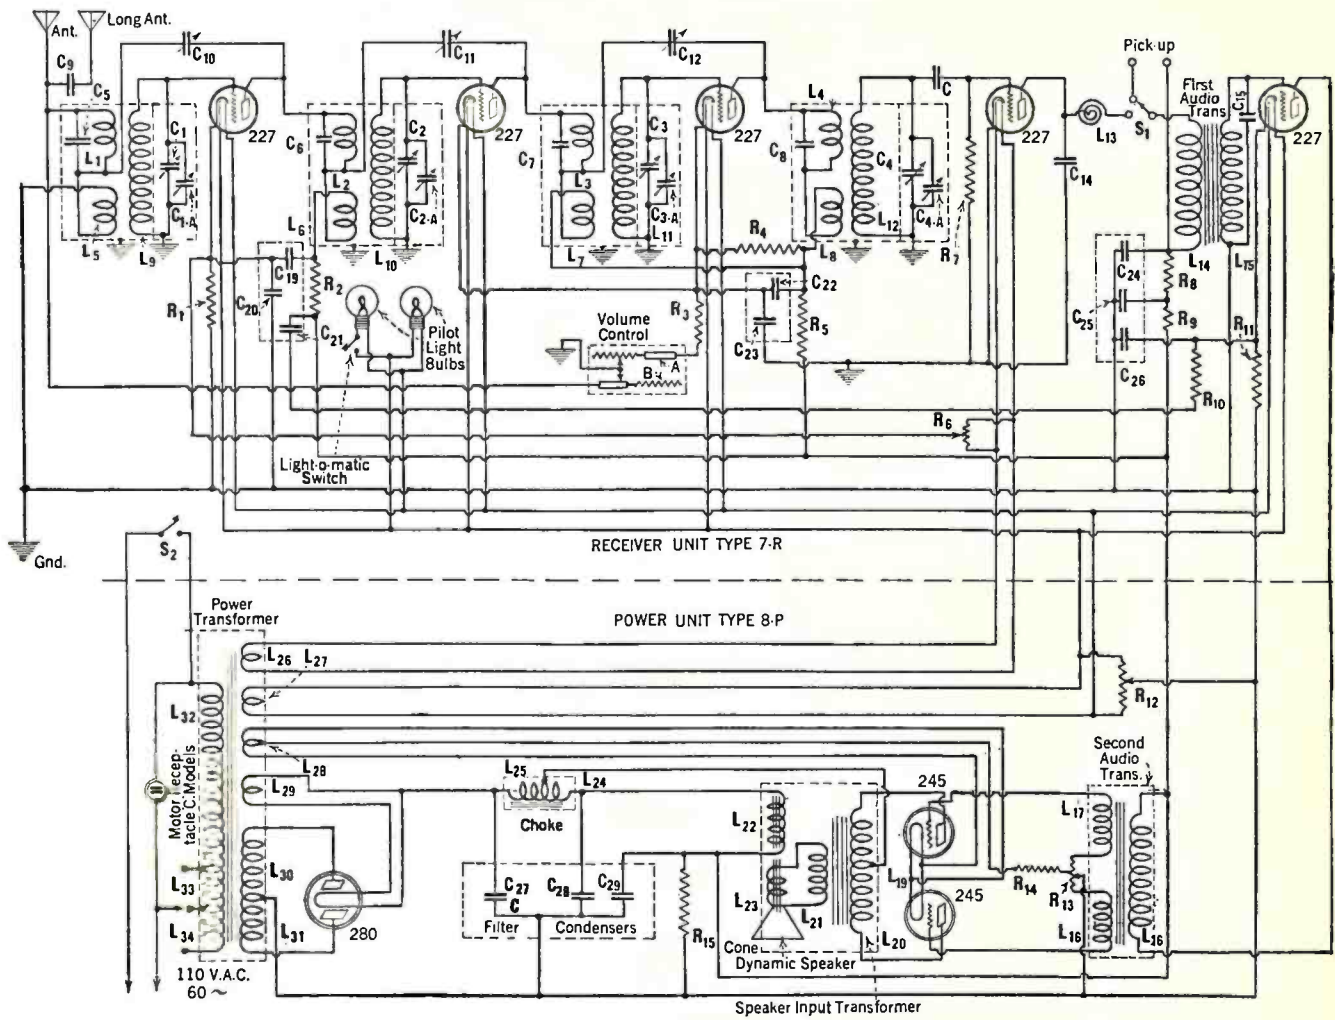 Ant.
Long Ant.
C9
C5
C10
C11
C12
Pick-up
First
Audio
Trans.
C15
227
227
227
L4
C
227
L13
S1
227
C1
L1
C1-A
L5
L9
C6
C2
L2
C2-A
L6
L10
C7
C3
L3
C3-A
L11
L7
C8
C4
L12
C4-A
L8
R4
R7
C14
L14
L15
C24
R8
C25
R9
C26
R10
R11
R1
C19
C20
R2
C21
Pilot
Light
Bulbs
Volume
Control
A
B
R3
C22
C23
R5
R6
Light-o-matic
Switch
Gnd.
S2
RECEIVER UNIT TYPE 7-R
POWER UNIT TYPE 8-P
Power
Transformer
L26
L27
L32
L28
L29
Motor Recep-
tacle C. Models
L33
L34
L30
L31
280
110 V.A.C.
60 ~
L25
L24
Choke
C27
C
C28
C29
Filter
Condensers
R15
L22
L23
L21
L20
L19
Cone
Dynamic Speaker
Speaker Input Transformer
245
245
R14
R13
R12
Second
Audio
Trans.
L17
L16
L16